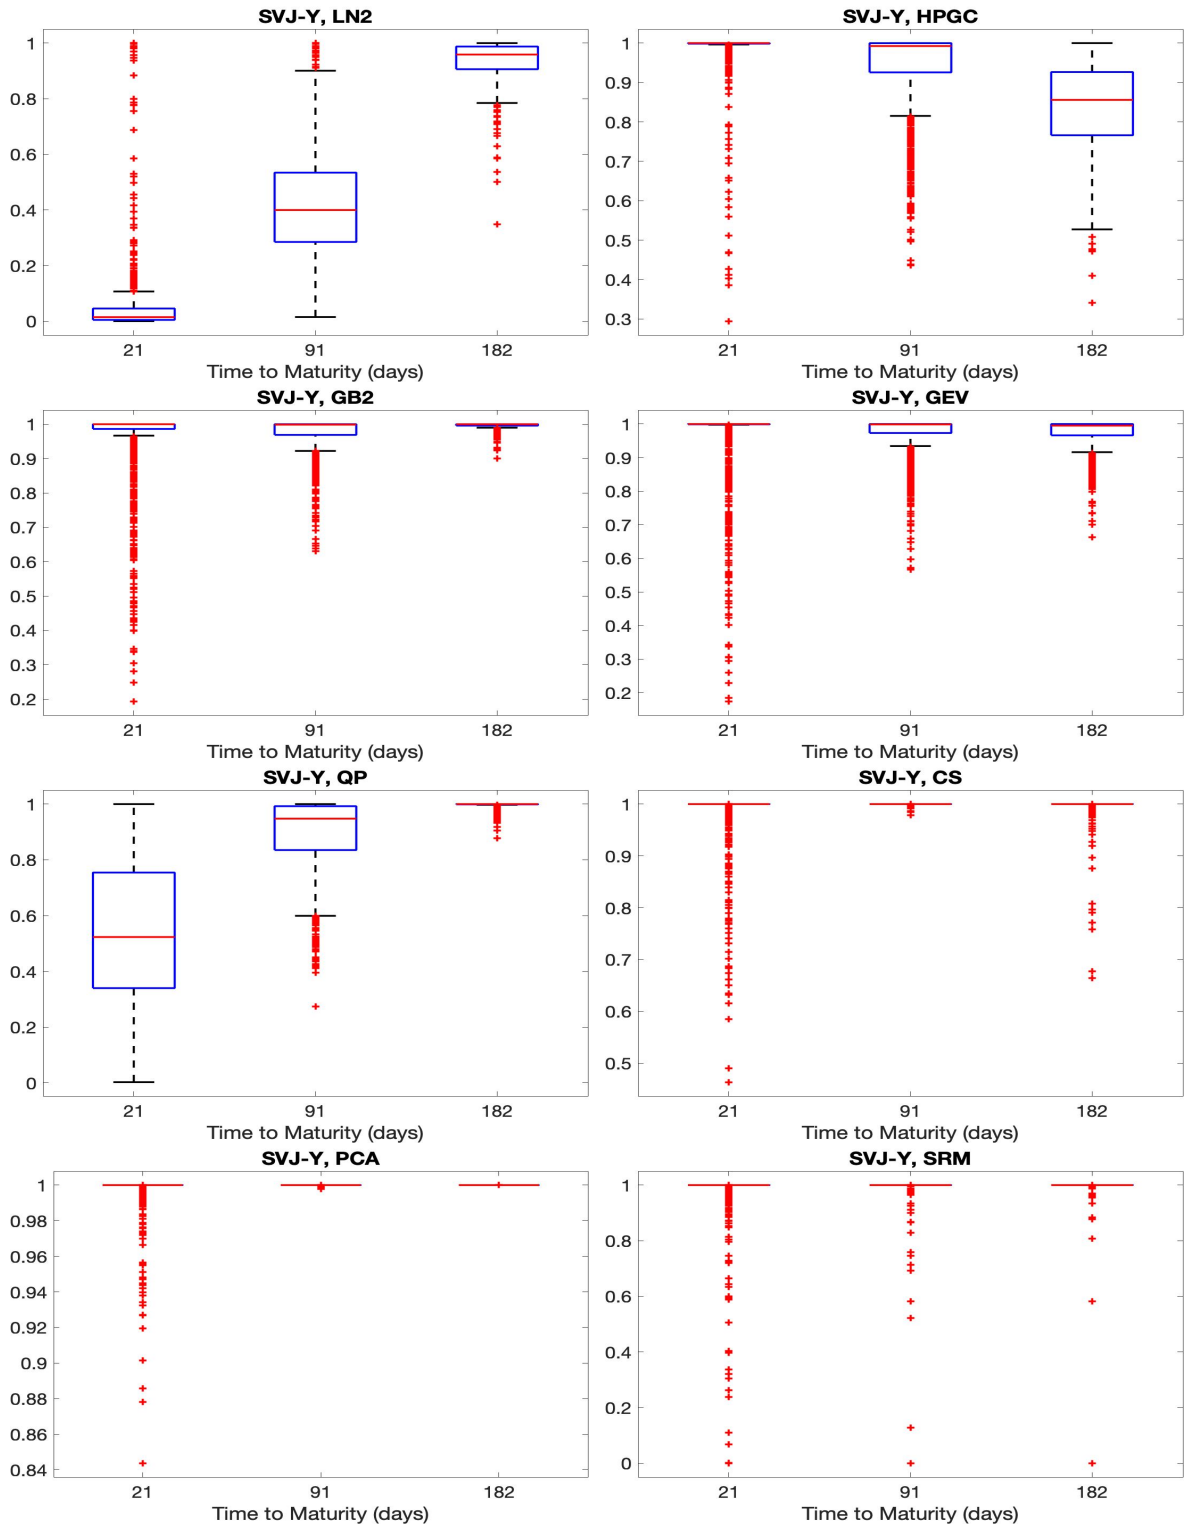 SVJ-Y, LN2
1
0.8
0.6
0.4
0.2
0
21 91 182
Time to Maturity (days)
SVJ-Y, HPGC
1
0.9
0.8
0.7
0.6
0.5
0.4
0.3
21 91 182
Time to Maturity (days)
SVJ-Y, GB2
1
0.9
0.8
0.7
0.6
0.5
0.4
0.3
0.2
21 91 182
Time to Maturity (days)
SVJ-Y, GEV
1
0.9
0.8
0.7
0.6
0.5
0.4
0.3
0.2
21 91 182
Time to Maturity (days)
SVJ-Y, QP
1
0.8
0.6
0.4
0.2
0
21 91 182
Time to Maturity (days)
SVJ-Y, CS
1
0.9
0.8
0.7
0.6
0.5
21 91 182
Time to Maturity (days)
SVJ-Y, PCA
1
0.98
0.96
0.94
0.92
0.9
0.88
0.86
0.84
21 91 182
Time to Maturity (days)
SVJ-Y, SRM
1
0.8
0.6
0.4
0.2
0
21 91 182
Time to Maturity (days)